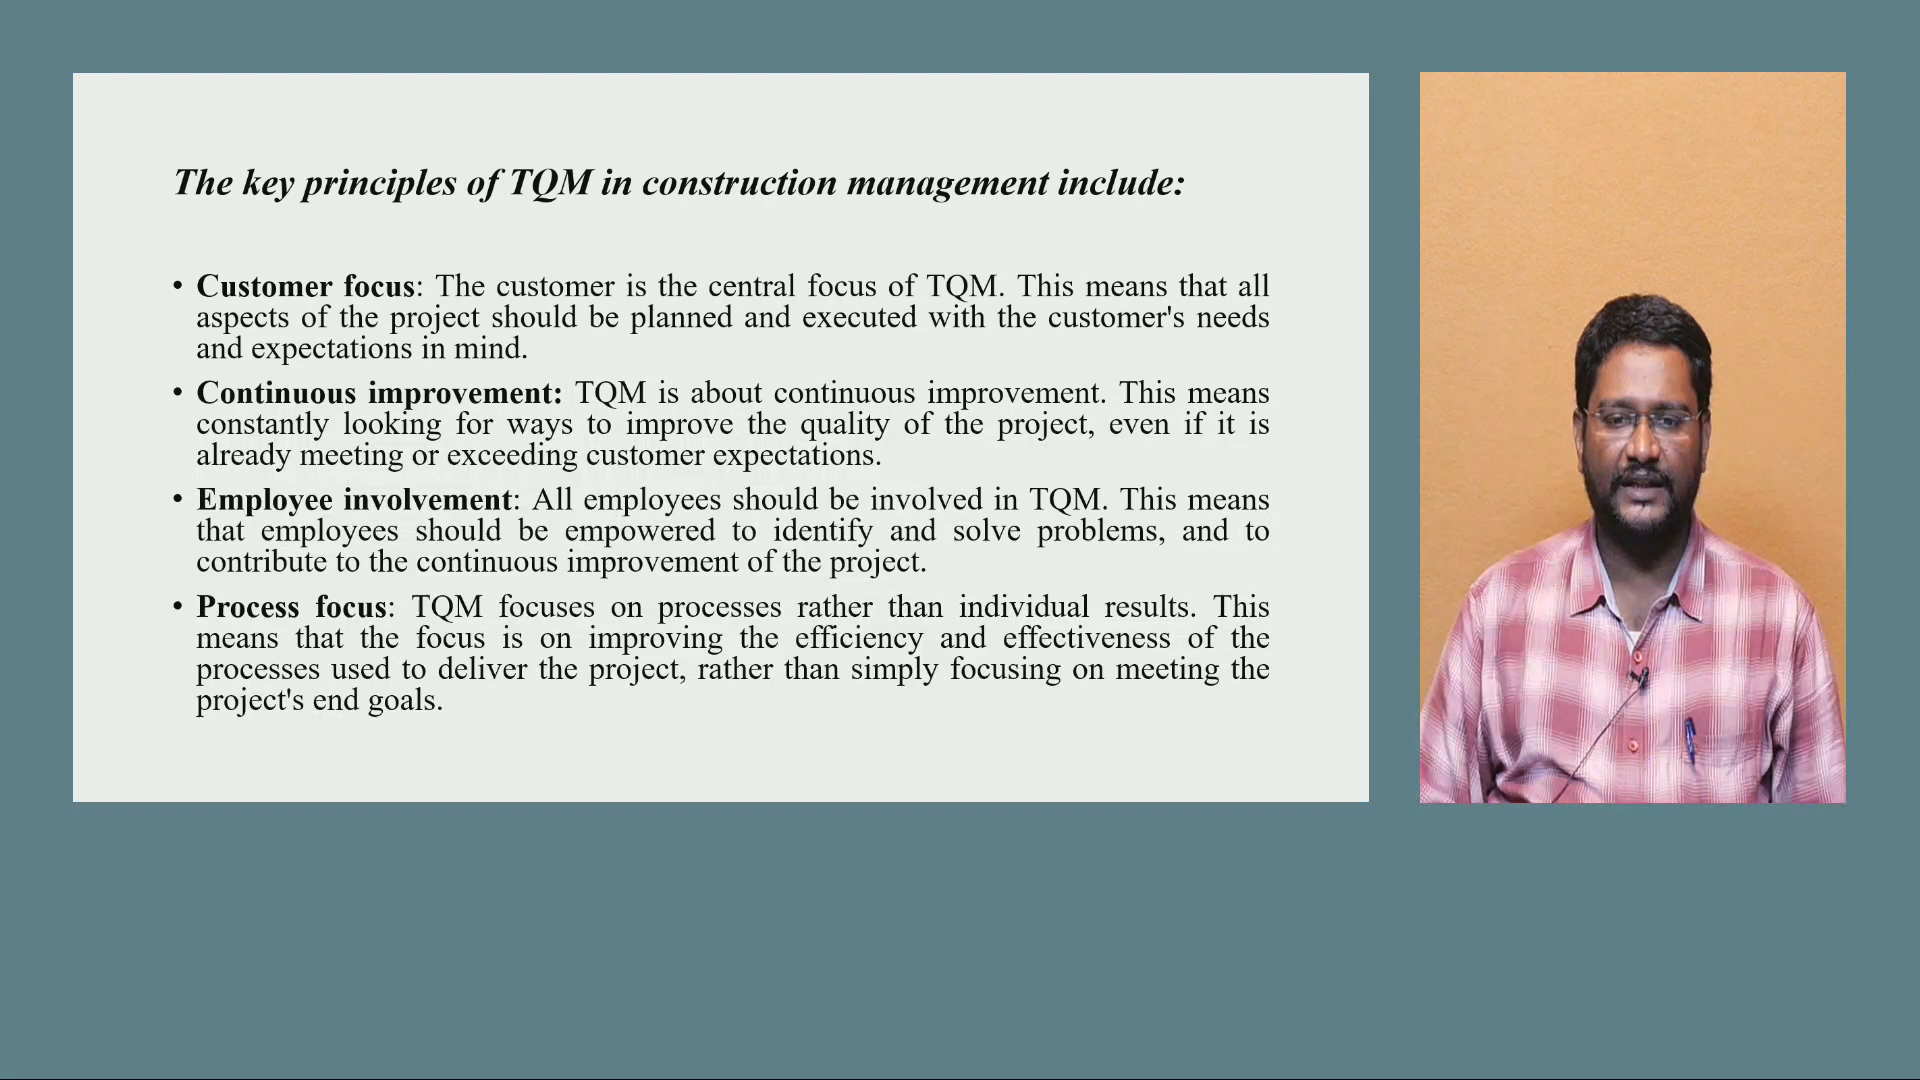 The key principles of TQM in construction management include:
• Customer focus: The customer is the central focus of TQM. This means that all
aspects of the project should be planned and executed with the customer's needs
and expectations in mind.
• Continuous improvement: TQM is about continuous improvement. This means
constantly looking for ways to improve the quality of the project, even if it is
already meeting or exceeding customer expectations.
• Employee involvement: All employees should be involved in TQM. This means
that employees should be empowered to identify and solve problems, and to
contribute to the continuous improvement of the project.
• Process focus: TQM focuses on processes rather than individual results. This
means that the focus is on improving the efficiency and effectiveness of the
processes used to deliver the project, rather than simply focusing on meeting the
project's end goals.